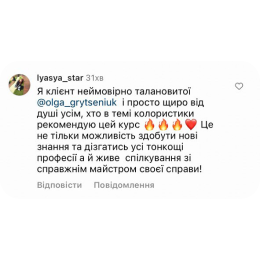 lyasya_star 31хв
Я клієнт неймовірно талановитої
@olga_grytseniuk і просто щиро від
душі усім, хто в темі колористики
рекомендую цей курс 🔥🔥🔥❤️ Це
не тільки можливість здобути нові
знання та дізгатись усі тонкощі
професії а й живе спілкування зі
справжнім майстром своєї справи!
Відповісти Повідомлення